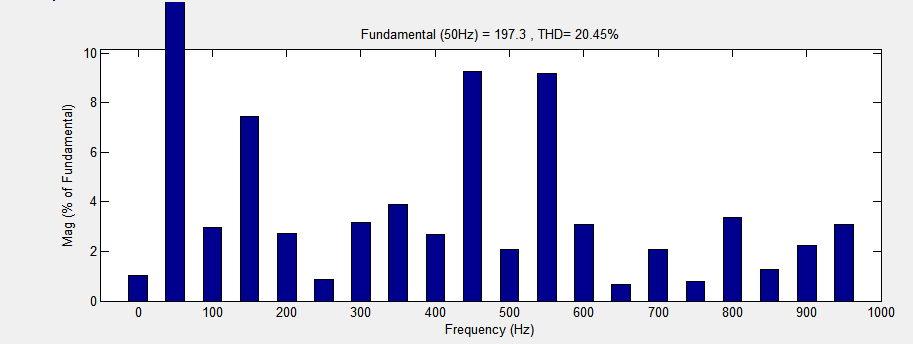 Fundamental (50Hz) = 197.3 , THD= 20.45%
10
8
6
4
2
0
Mag (% of Fundamental)
0 100 200 300 400 500 600 700 800 900 1000
Frequency (Hz)